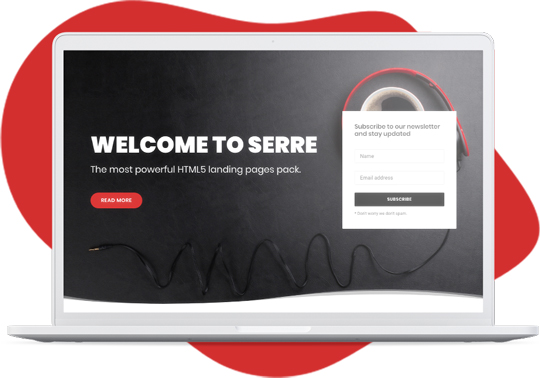 WELCOME TO SERRE
The most powerful HTML5 landing pages pack.
READ MORE
Subscribe to our newsletter
and stay updated
Name
Email address
SUBSCRIBE
* Don't worry we don't spam.